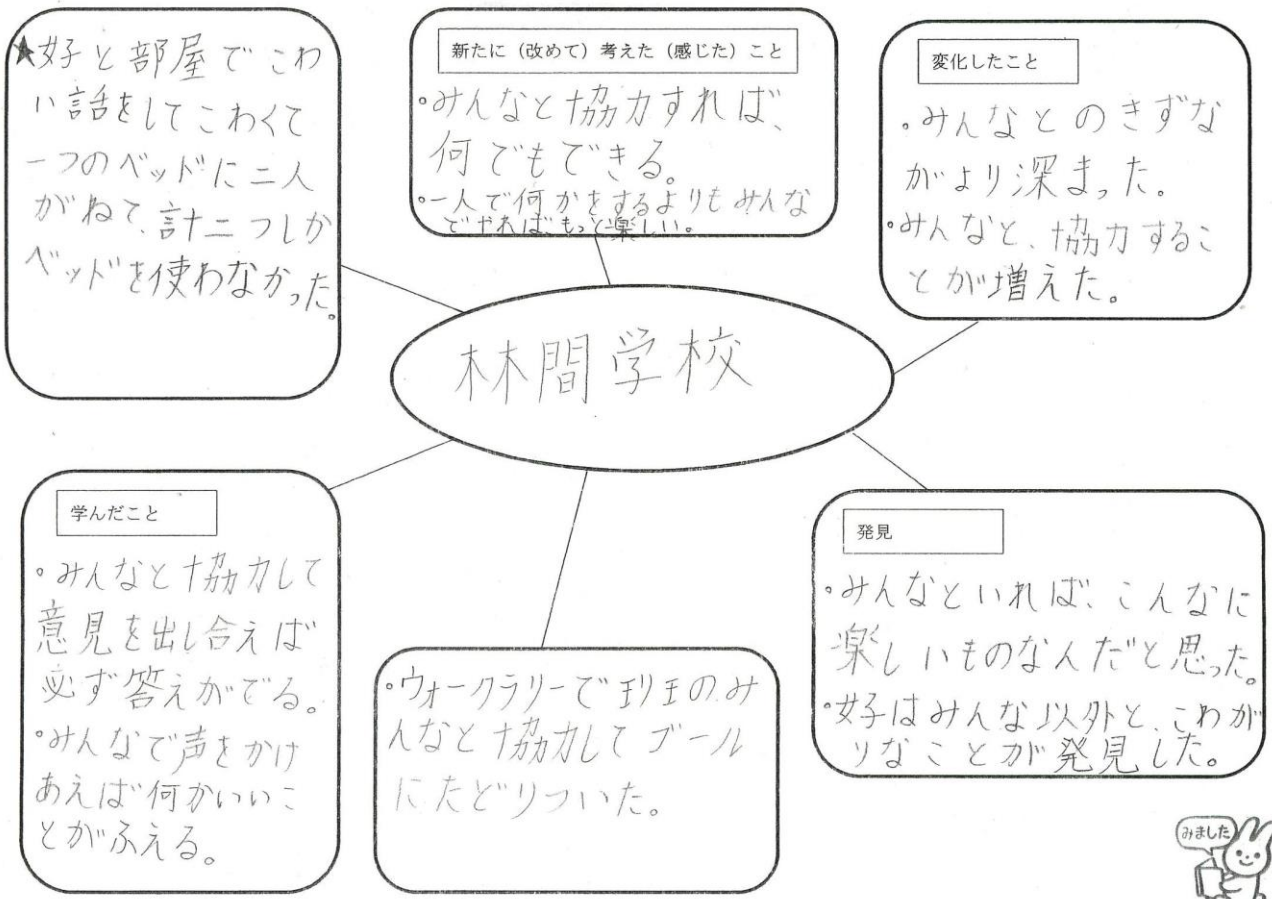 ★好と部屋でこわ
い話をしてこわくて
一つのベッドに二人
がねて、計二つしか
ベッドを使わなかった。
新たに（改めて）考えた（感じた）こと
・みんなと協力すれば、
何でもできる。
・一人で何かをするよりもみんな
でやれば、もっと楽しい。
変化したこと
・みんなとのきずな
がより深まった。
・みんなと、協力するこ
とが増えた。
林間学校
学んだこと
・みんなと協力して
意見を出し合えば
必ず答えがでる。
・みんなで声をかけ
あえば何かいいこ
とがふえる。
・ウォークラリーで班のみ
んなと協力してゴール
にたどりついた。
発見
・みんなといれば、こんなに
楽しいものなんだと思った。
・好はみんな以外と、こわが
りなことが発見した。
みました